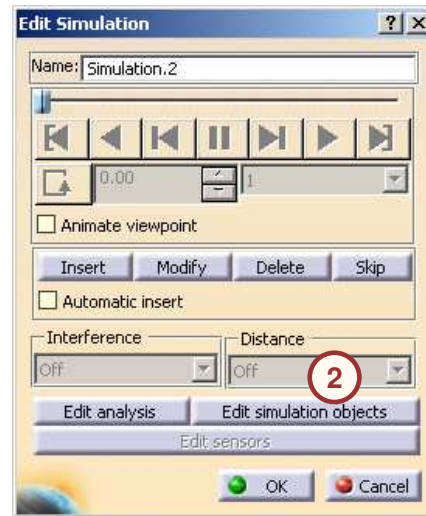 Edit Simulation ? X
Name: Simulation.2
0.00 1
Animate viewpoint
Insert Modify Delete Skip
Automatic insert
Interference Distance
Off Off
2
Edit analysis Edit simulation objects
Edit sensors
OK Cancel